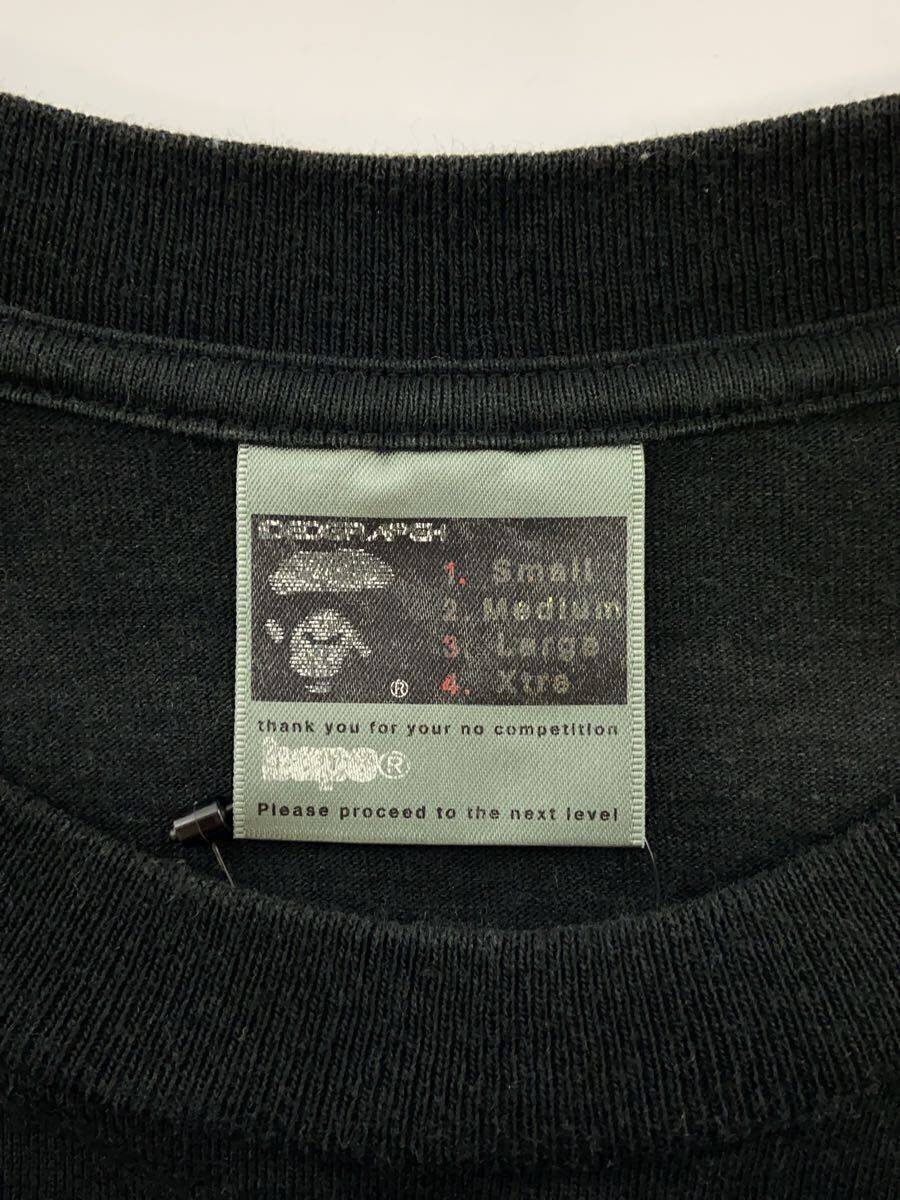 1. Small
2. Medium
3. Large
4. Xtra
®
thank you for your no competition
bape®
Please proceed to the next level